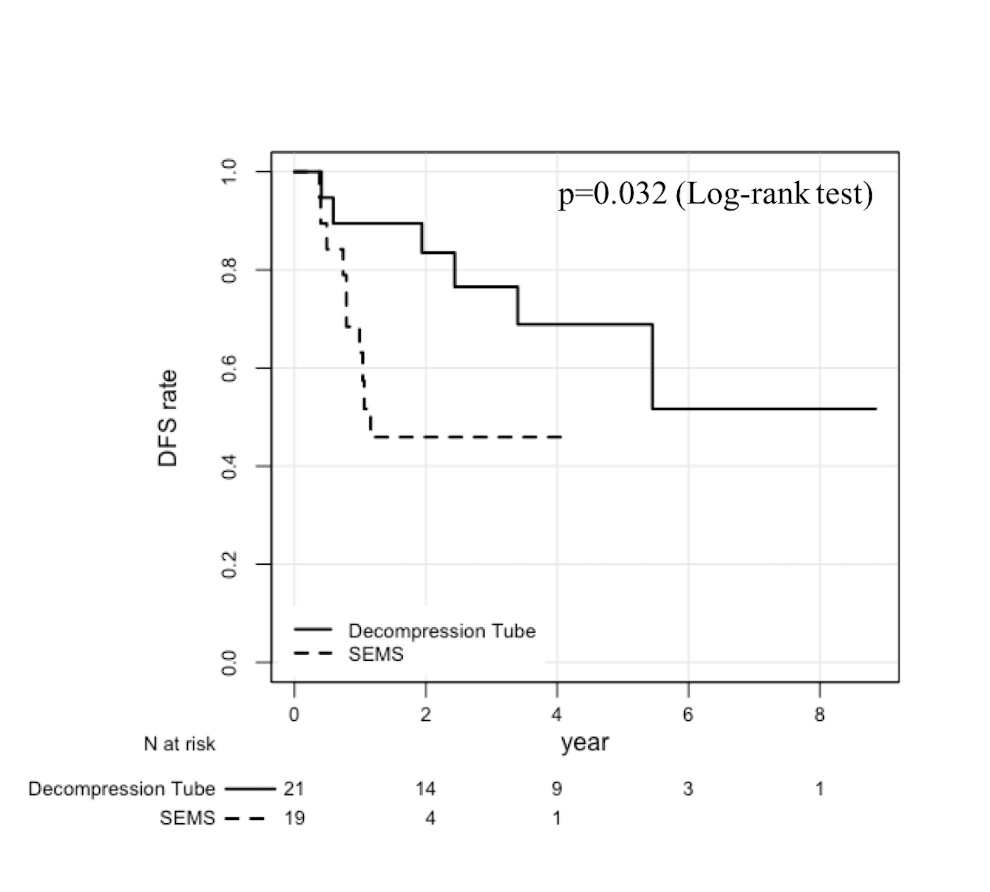 p=0.032 (Log-rank test)
1.0
0.8
0.6
0.4
0.2
0.0
DFS rate
Decompression Tube
SEMS
0 2 4 6 8
year
N at risk
Decompression Tube 21 14 9 3 1
SEMS 19 4 1